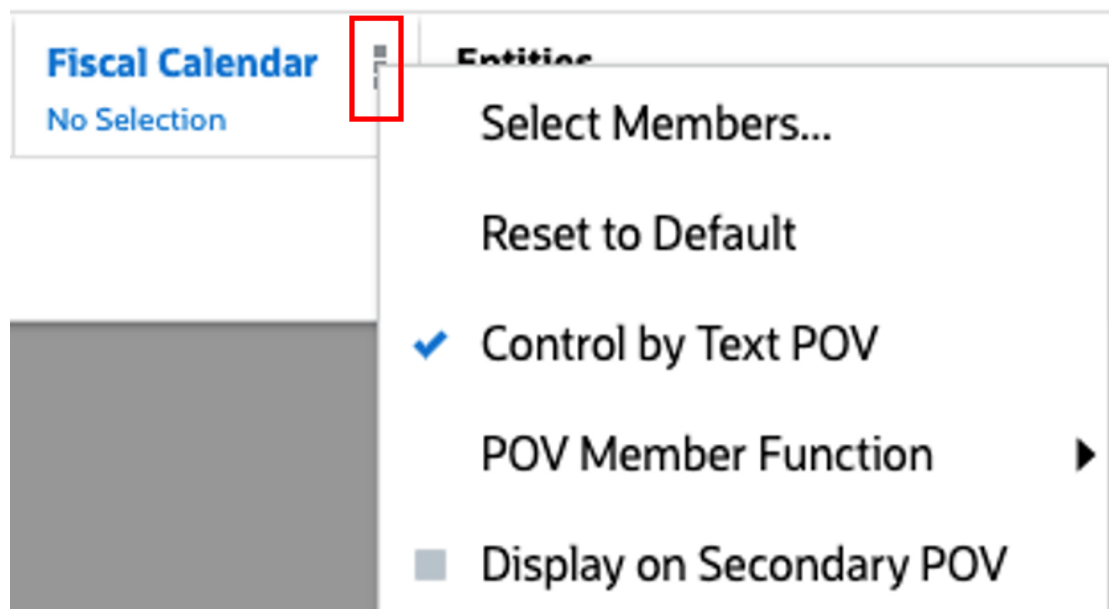 Fiscal Calendar
Entities
No Selection
Select Members...
Reset to Default
Control by Text POV
POV Member Function
Display on Secondary POV